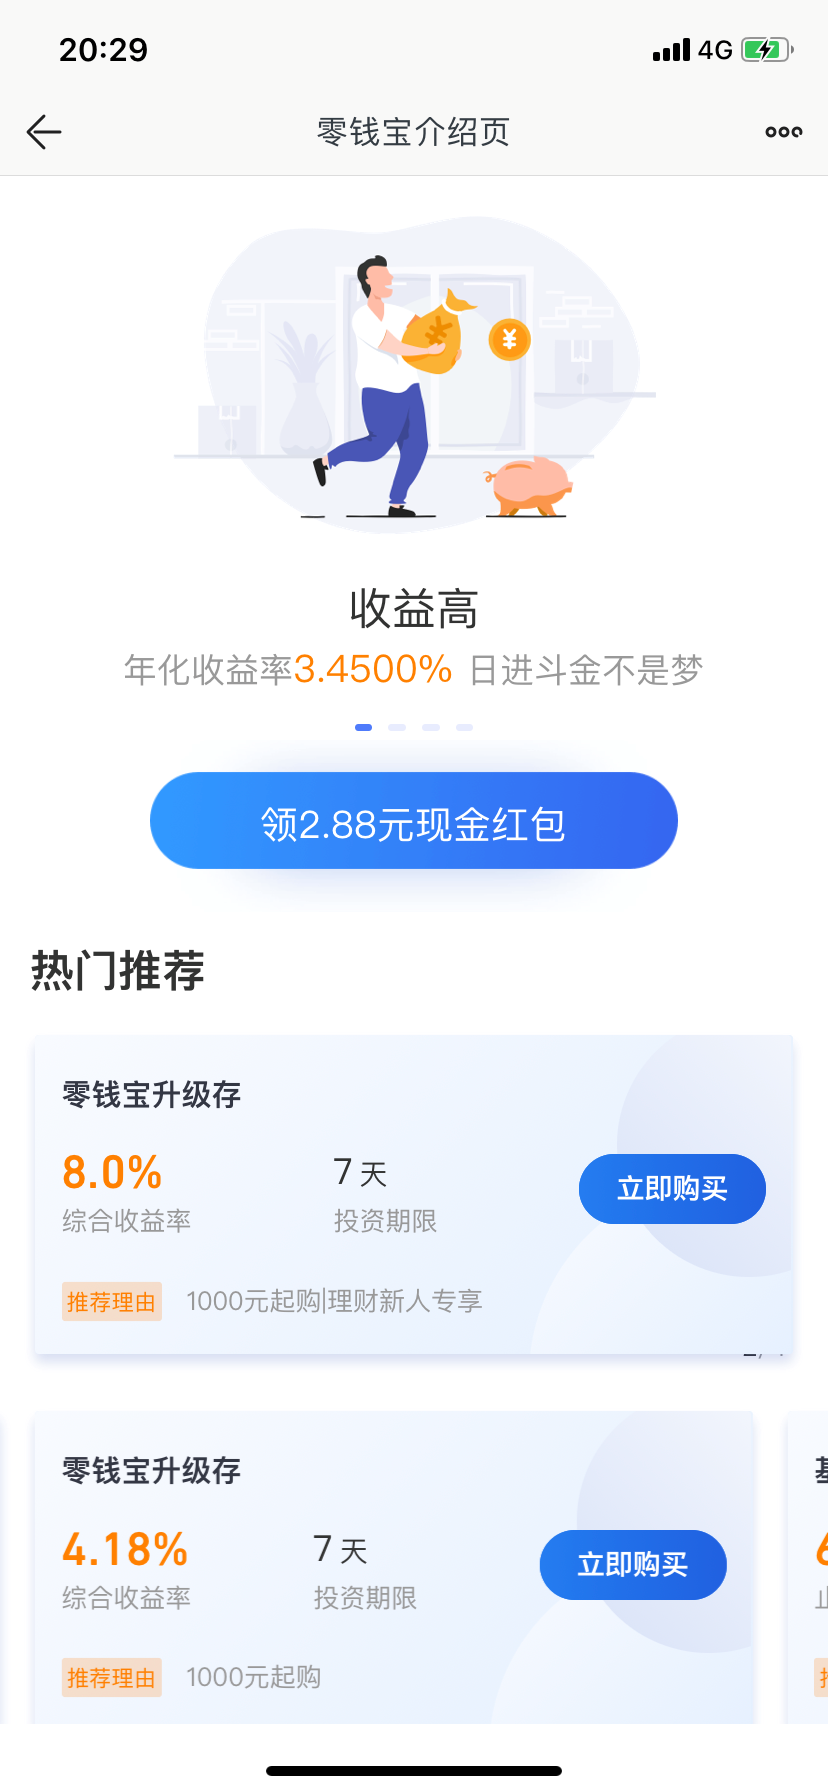 20:29
4G
零钱宝介绍页
收益高
年化收益率3.4500% 日进斗金不是梦
领2.88元现金红包
热门推荐
零钱宝升级存
8.0%
7 天
综合收益率
投资期限
立即购买
推荐理由 1000元起购|理财新人专享
零钱宝升级存
4.18%
7 天
综合收益率
投资期限
立即购买
推荐理由 1000元起购